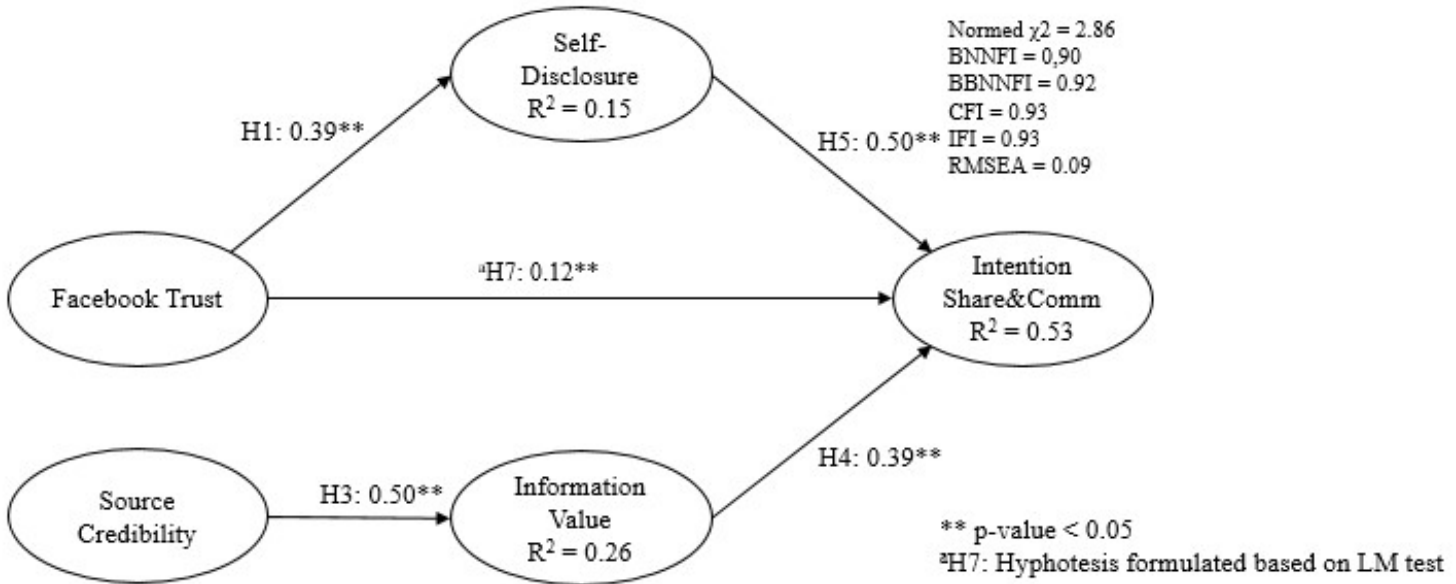 Self-
Disclosure
R² = 0.15
Normed χ2 = 2.86
BNNFI = 0,90
BBNNFI = 0.92
CFI = 0.93
IFI = 0.93
RMSEA = 0.09
H1: 0.39**
H5: 0.50**
Facebook Trust
ᵃH7: 0.12**
Intention
Share&Comm
R² = 0.53
Source
Credibility
H3: 0.50**
Information
Value
R² = 0.26
H4: 0.39**
** p-value < 0.05
ᵃH7: Hyphotesis formulated based on LM test